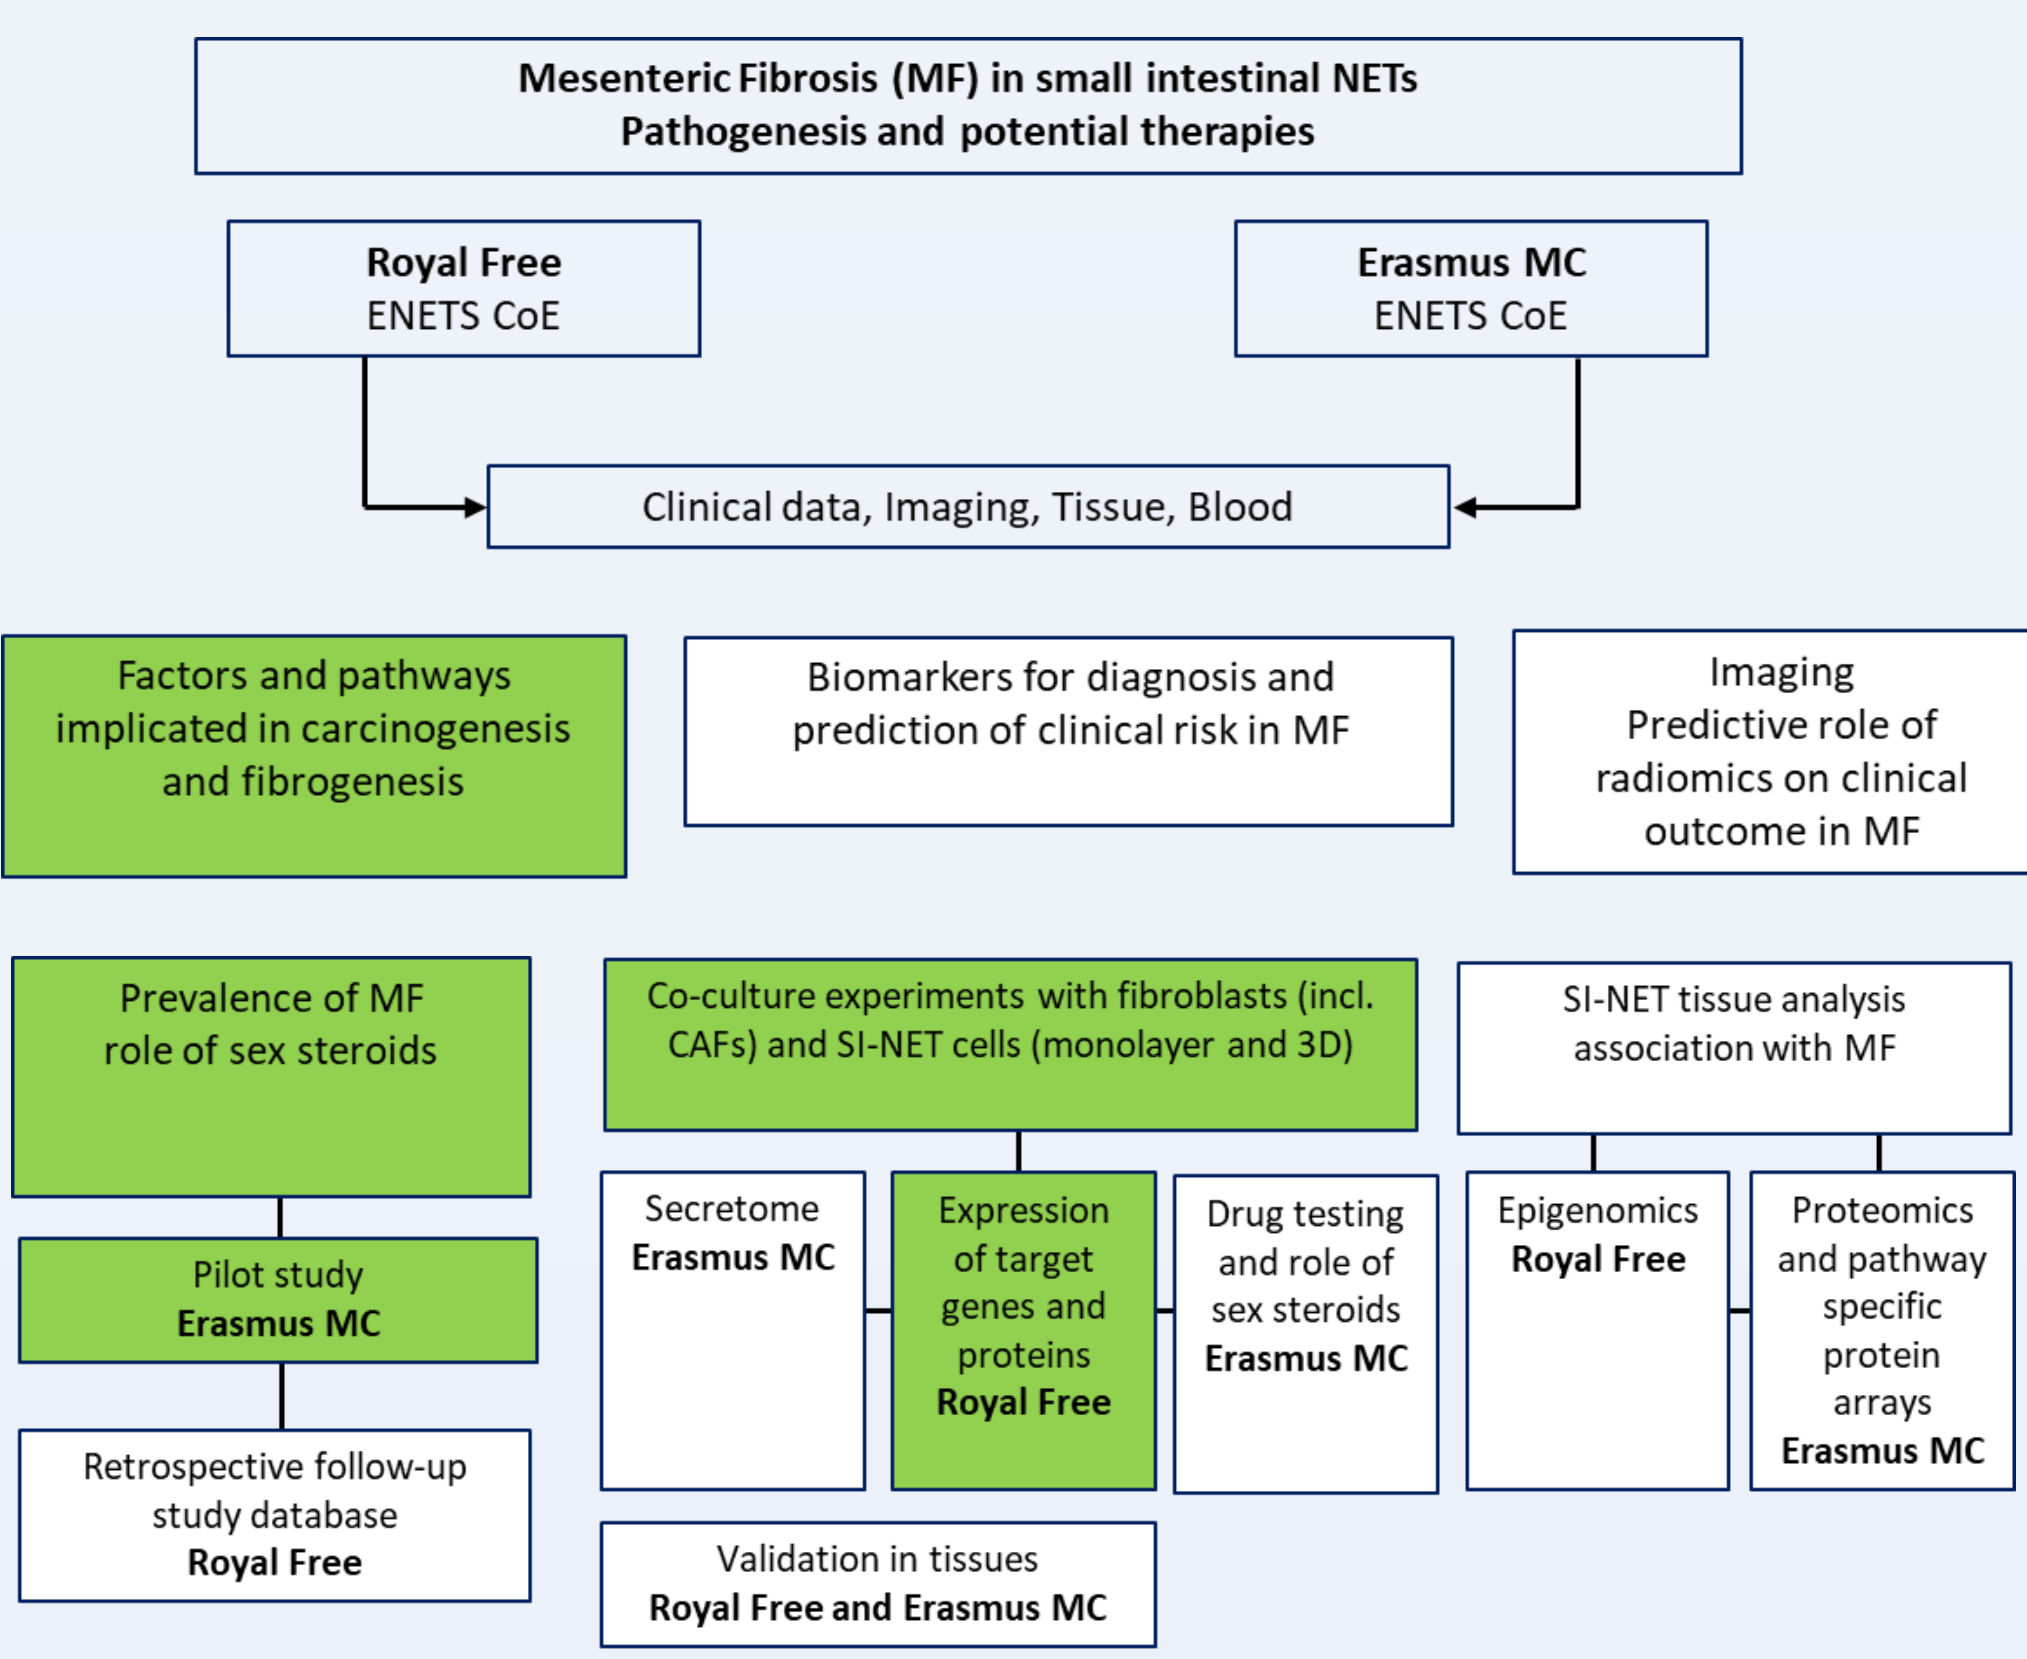 Mesenteric Fibrosis (MF) in small intestinal NETs
Pathogenesis and potential therapies
Royal Free
ENETS CoE
Erasmus MC
ENETS CoE
Clinical data, Imaging, Tissue, Blood
Factors and pathways
implicated in carcinogenesis
and fibrogenesis
Biomarkers for diagnosis and
prediction of clinical risk in MF
Imaging
Predictive role of
radiomics on clinical
outcome in MF
Prevalence of MF
role of sex steroids
Pilot study
Erasmus MC
Retrospective follow-up
study database
Royal Free
Co-culture experiments with fibroblasts (incl.
CAFs) and SI-NET cells (monolayer and 3D)
Secretome
Erasmus MC
Expression
of target
genes and
proteins
Royal Free
Drug testing
and role of
sex steroids
Erasmus MC
Validation in tissues
Royal Free and Erasmus MC
SI-NET tissue analysis
association with MF
Epigenomics
Royal Free
Proteomics
and pathway
specific
protein
arrays
Erasmus MC